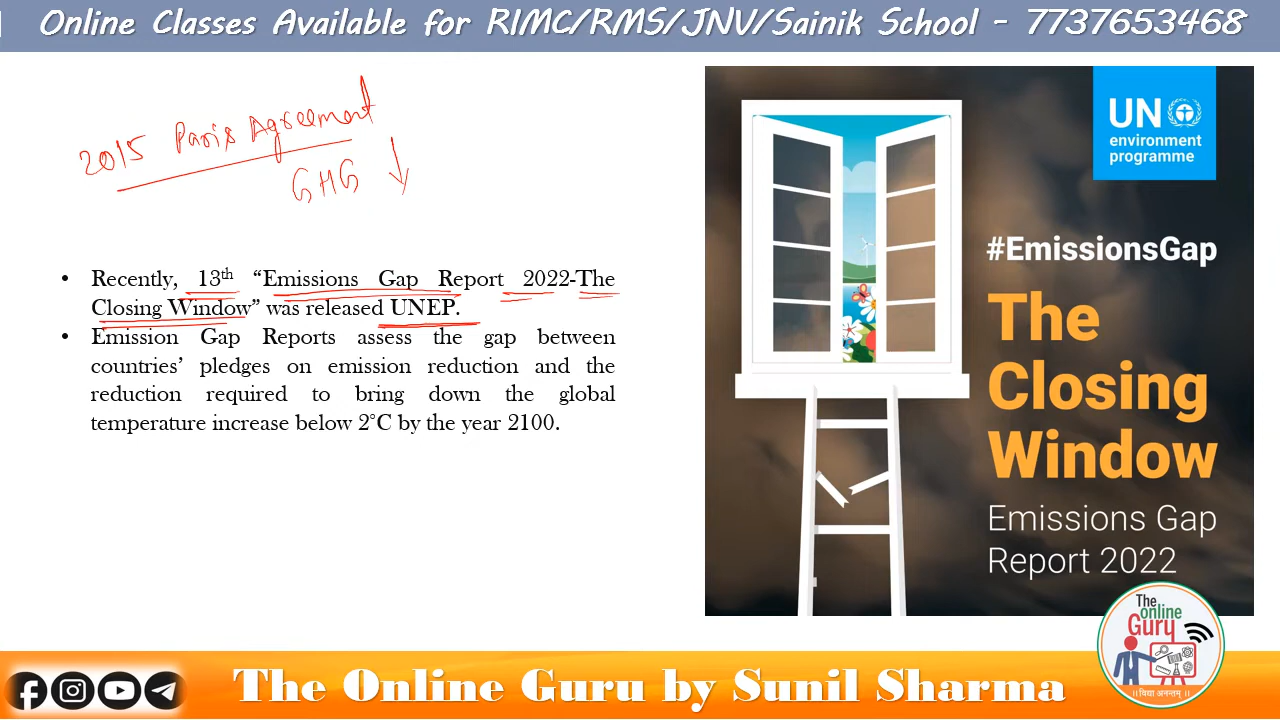 Online Classes Available for RIMC/RMS/JNV/Sainik School - 7737653468
2015 Paris Agreement
GHG
• Recently, 13th “Emissions Gap Report 2022-The
Closing Window” was released UNEP.
• Emission Gap Reports assess the gap between
countries’ pledges on emission reduction and the
reduction required to bring down the global
temperature increase below 2°C by the year 2100.
UN
environment
programme
#EmissionsGap
The
Closing
Window
Emissions Gap
Report 2022
The
online
Guru
।। विद्या अनन्तम् ।।
The Online Guru by Sunil Sharma